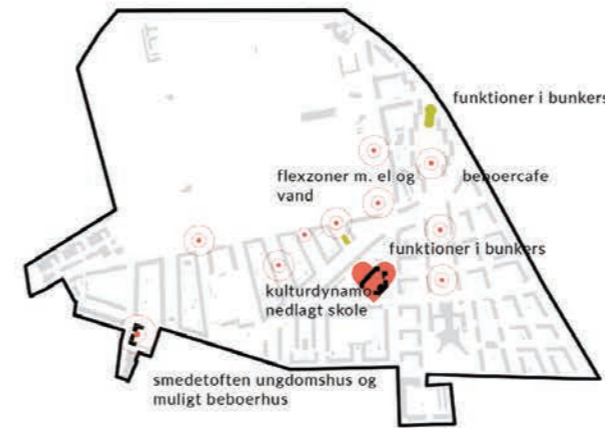 funktioner i bunkers
flexzoner m. el og
vand
beboercafe
funktioner i bunkers
kulturdynamo
nedlagt skole
smedetoften ungdomshus og
muligt beboerhus